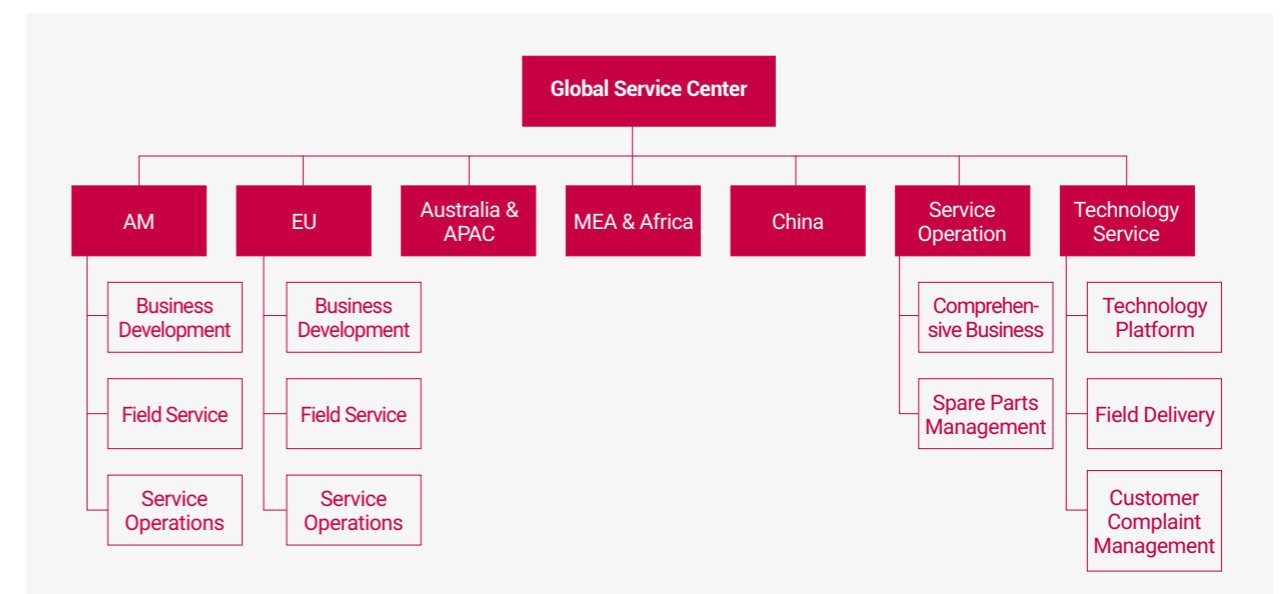 Global Service Center
AM
EU
Australia &
APAC
MEA & Africa
China
Service
Operation
Technology
Service
Business
Development
Field Service
Service
Operations
Business
Development
Field Service
Service
Operations
Comprehen-
sive Business
Spare Parts
Management
Technology
Platform
Field Delivery
Customer
Complaint
Management